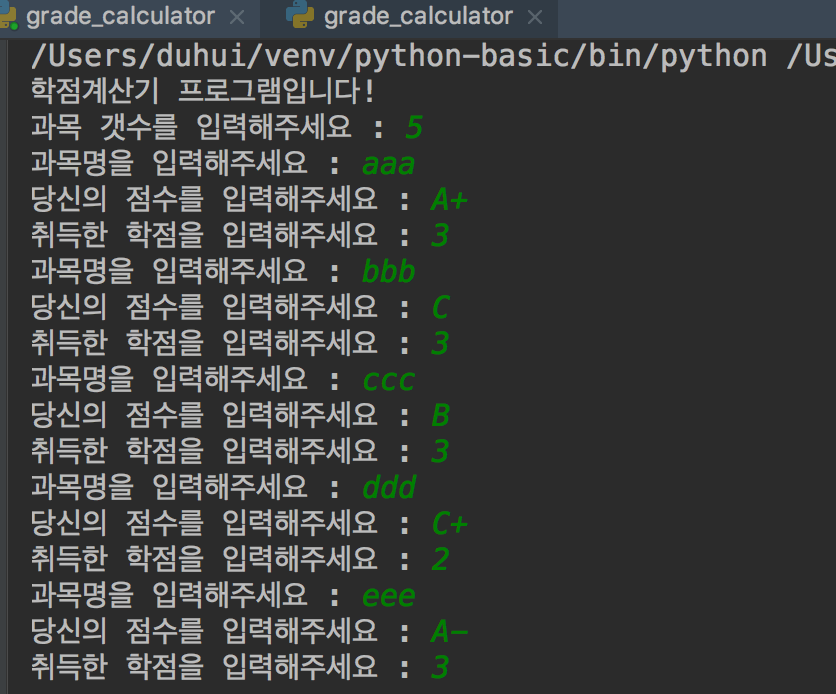 grade_calculator × grade_calculator ×
/Users/duhui/venv/python-basic/bin/python /Us
학점계산기 프로그램입니다!
과목 갯수를 입력해주세요 : 5
과목명을 입력해주세요 : aaa
당신의 점수를 입력해주세요 : A+
취득한 학점을 입력해주세요 : 3
과목명을 입력해주세요 : bbb
당신의 점수를 입력해주세요 : C
취득한 학점을 입력해주세요 : 3
과목명을 입력해주세요 : ccc
당신의 점수를 입력해주세요 : B
취득한 학점을 입력해주세요 : 3
과목명을 입력해주세요 : ddd
당신의 점수를 입력해주세요 : C+
취득한 학점을 입력해주세요 : 2
과목명을 입력해주세요 : eee
당신의 점수를 입력해주세요 : A-
취득한 학점을 입력해주세요 : 3